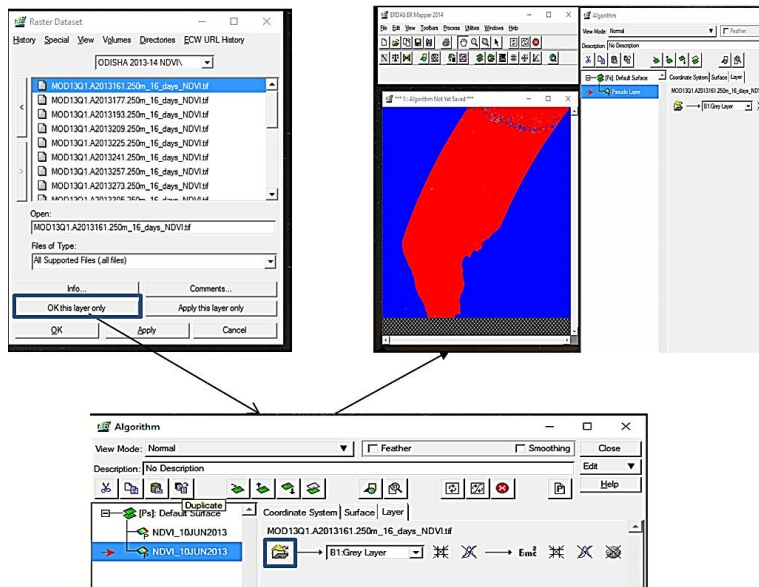 Raster Dataset
History Special View Volumes Directories ECW URL History
ODISHA 2013-14 NDVI\
MOD13Q1.A2013161.250m_16_days_NDVI.tif
MOD13Q1.A2013177.250m_16_days_NDVI.tif
MOD13Q1.A2013193.250m_16_days_NDVI.tif
MOD13Q1.A2013209.250m_16_days_NDVI.tif
MOD13Q1.A2013225.250m_16_days_NDVI.tif
MOD13Q1.A2013241.250m_16_days_NDVI.tif
MOD13Q1.A2013257.250m_16_days_NDVI.tif
MOD13Q1.A2013273.250m_16_days_NDVI.tif
Open:
MOD13Q1.A2013161.250m_16_days_NDVI.tif
Files of Type:
All Supported Files (.all files)
Info...
Comments...
OK this layer only
Apply this layer only
OK
Apply
Cancel
ERDAS ER Mapper 2014
File Edit View Toolbars Process Utilities Windows Help
*** 1: Algorithm Not Yet Saved ***
Algorithm
View Mode: Normal
Feather
Description: No Description
[Ps]: Default Surface
Pseudo Layer
Coordinate System Surface Layer
B1:Grey Layer
Algorithm
View Mode: Normal
Feather
Smoothing
Close
Description: No Description
Edit
Help
Duplicate
[Ps]: Default Surface
NDVI_10JUN2013
NDVI_10JUN2013
Coordinate System Surface Layer
MOD13Q1.A2013161.250m_16_days_NDVI.tif
B1:Grey Layer
Emc²